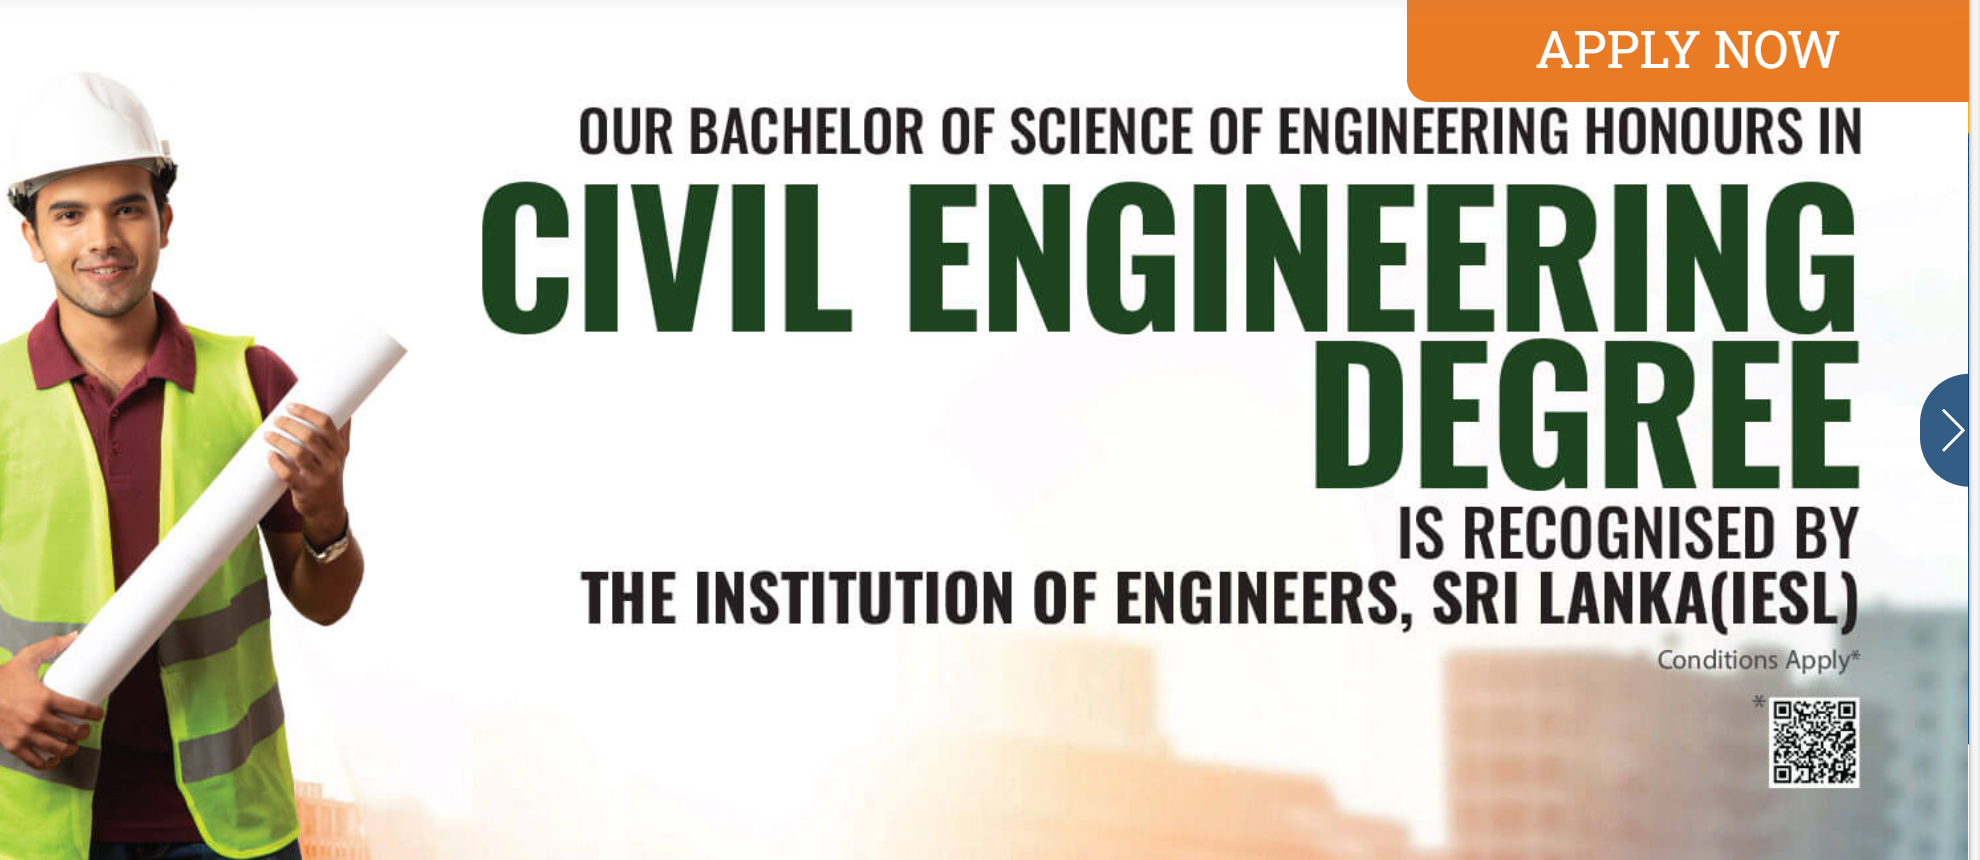 APPLY NOW
OUR BACHELOR OF SCIENCE OF ENGINEERING HONOURS IN
CIVIL ENGINEERING
DEGREE
IS RECOGNISED BY
THE INSTITUTION OF ENGINEERS, SRI LANKA(IESL)
Conditions Apply*
*